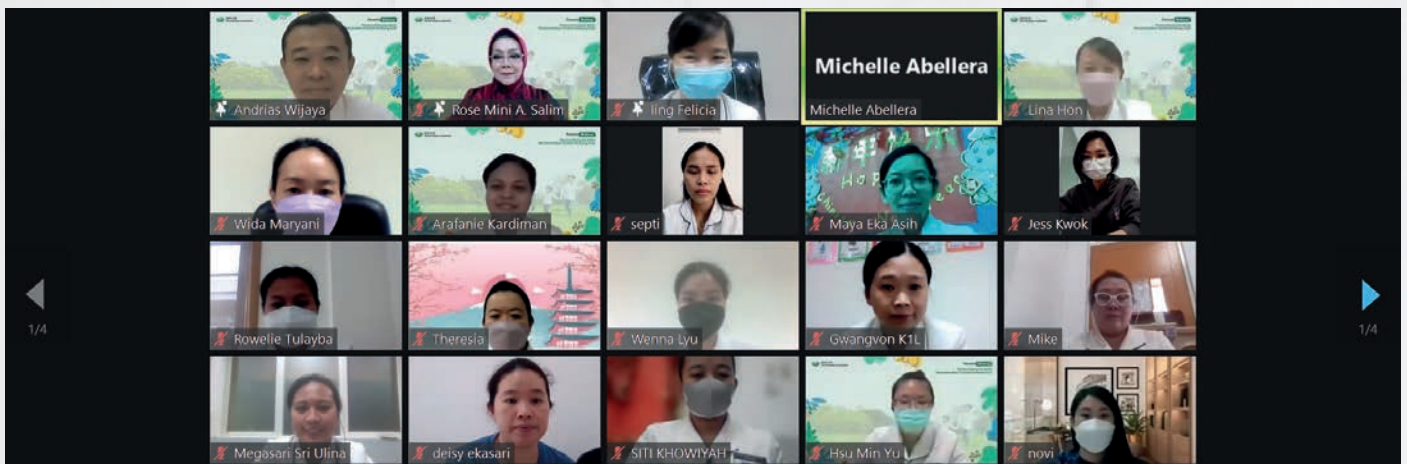 Andrias Wijaya
Rose Mini A. Salim
ling Felicia
Michelle Abellera
Michelle Abellera
Lina Hon
Wida Maryani
Arafanie Kardiman
septi
Maya Eka Asih
Jess Kwok
Rowelie Tulayba
Theresia
Wenna Lyu
Gwangvon K1L
Mike
1/4
1/4
Megasari Sri Ulina
deisy ekasari
SITI KHOWIYAH
Hsu Min Yu
novi